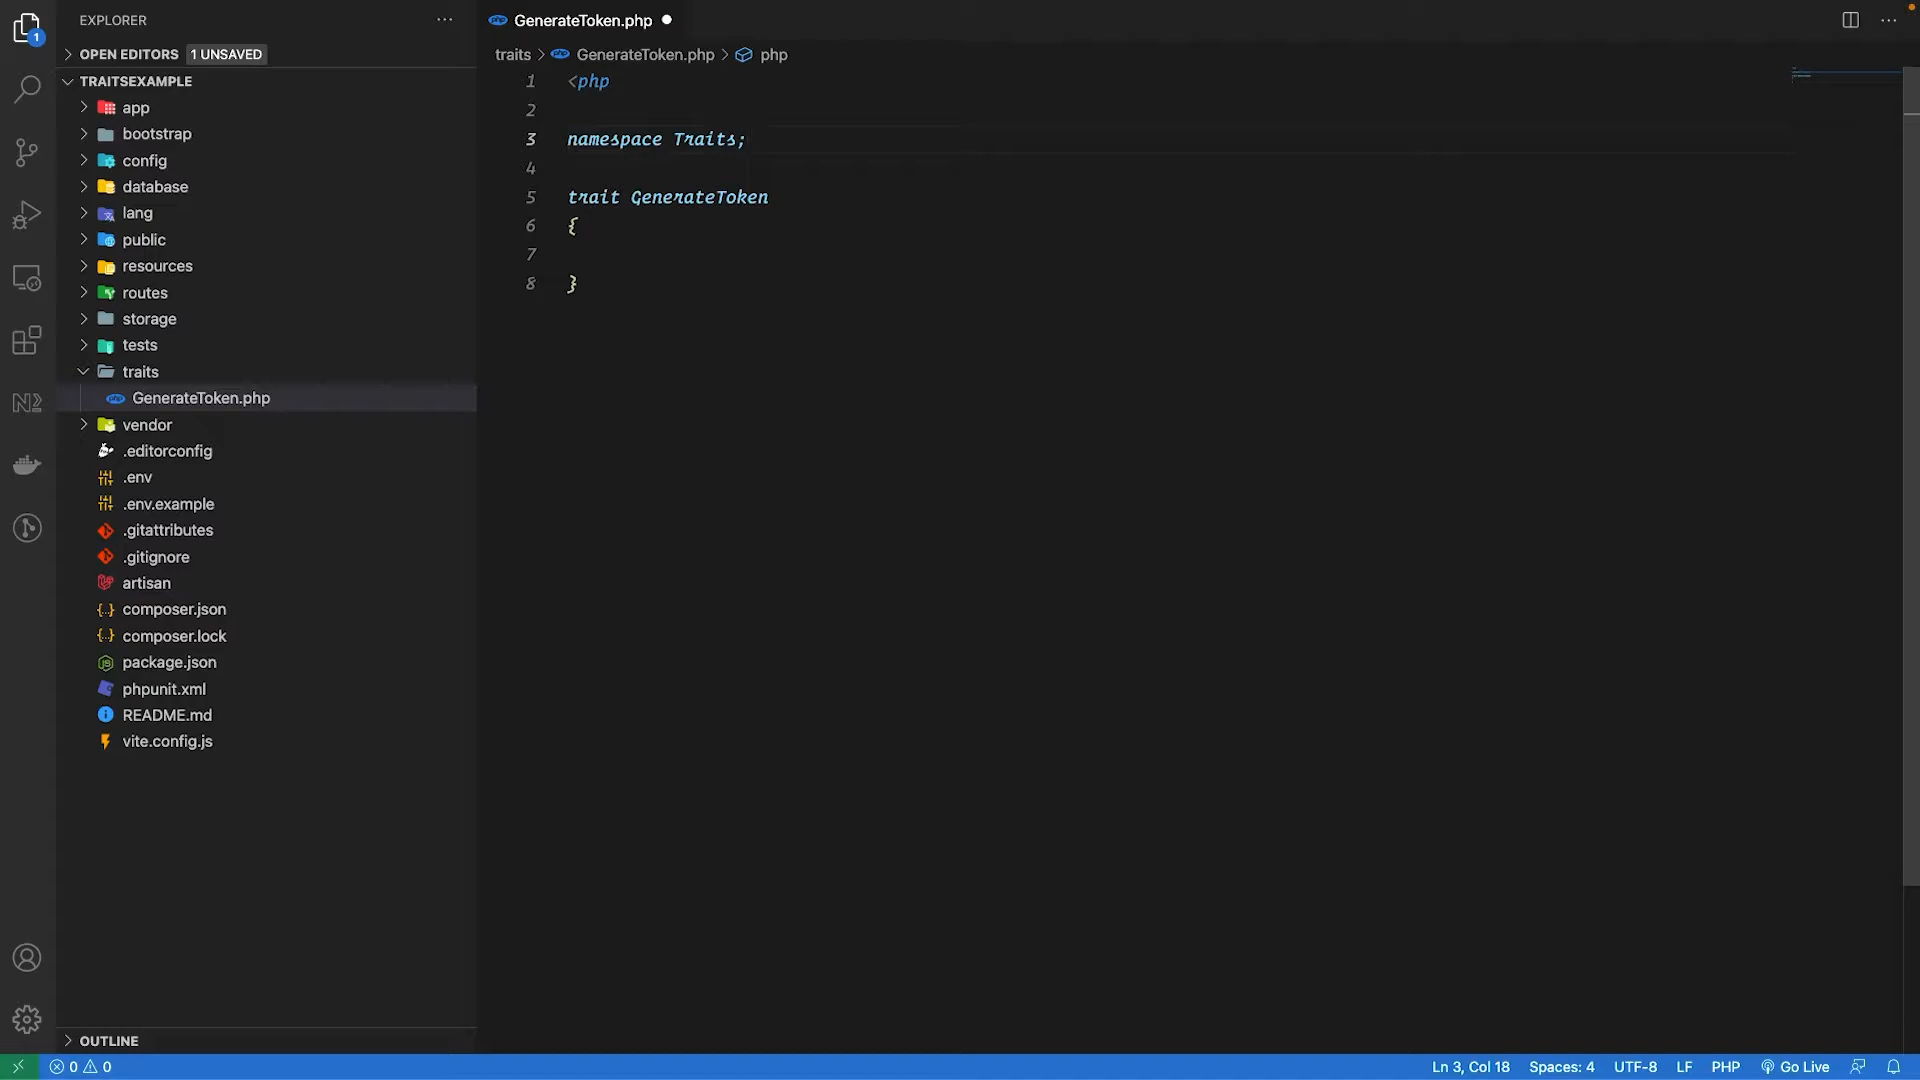 EXPLORER
OPEN EDITORS 1 UNSAVED
TRAITSEXAMPLE
app
bootstrap
config
database
lang
public
resources
routes
storage
tests
traits
GenerateToken.php
vendor
.editorconfig
.env
.env.example
.gitattributes
.gitignore
artisan
composer.json
composer.lock
package.json
phpunit.xml
README.md
vite.config.js
OUTLINE
1
GenerateToken.php
traits > GenerateToken.php > php
1 <php
2
3 namespace Traits;
4
5 trait GenerateToken
6 {
7
8 }
0 0
Ln 3, Col 18 Spaces: 4 UTF-8 LF PHP Go Live